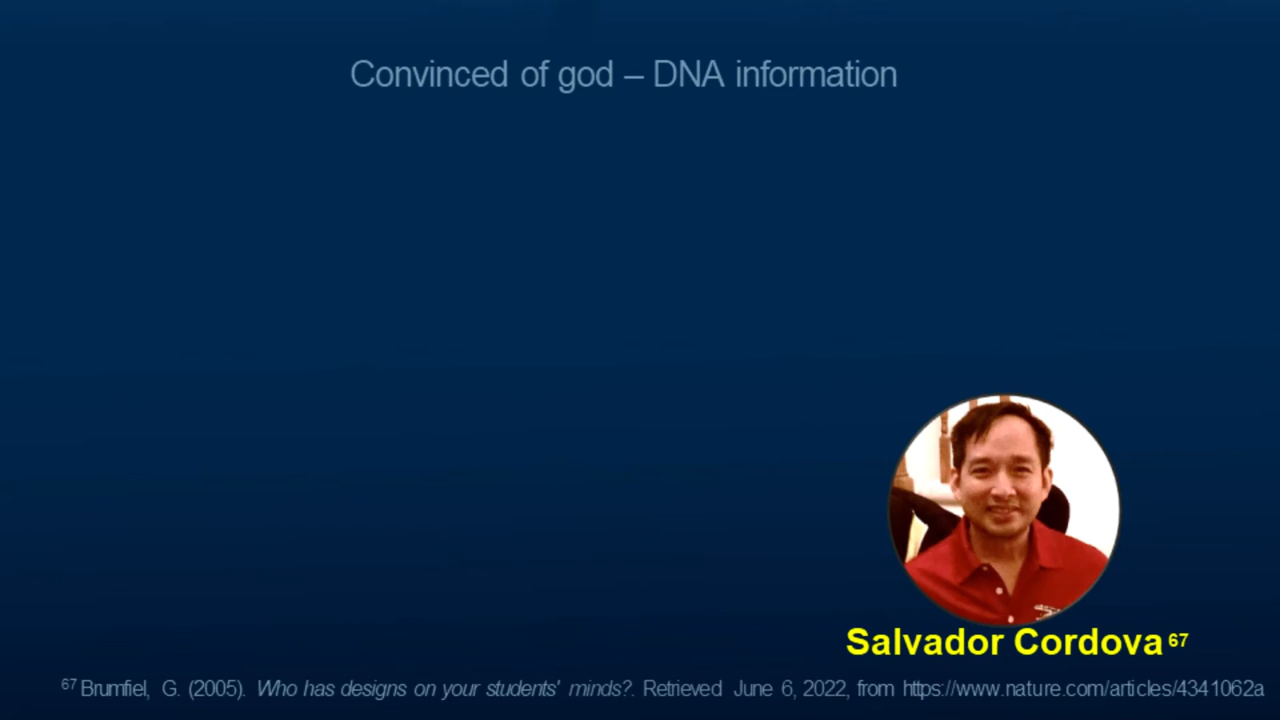 Convinced of god – DNA information
Salvador Cordova 67
67 Brumfiel, G. (2005). Who has designs on your students' minds?. Retrieved June 6, 2022, from https://www.nature.com/articles/4341062a